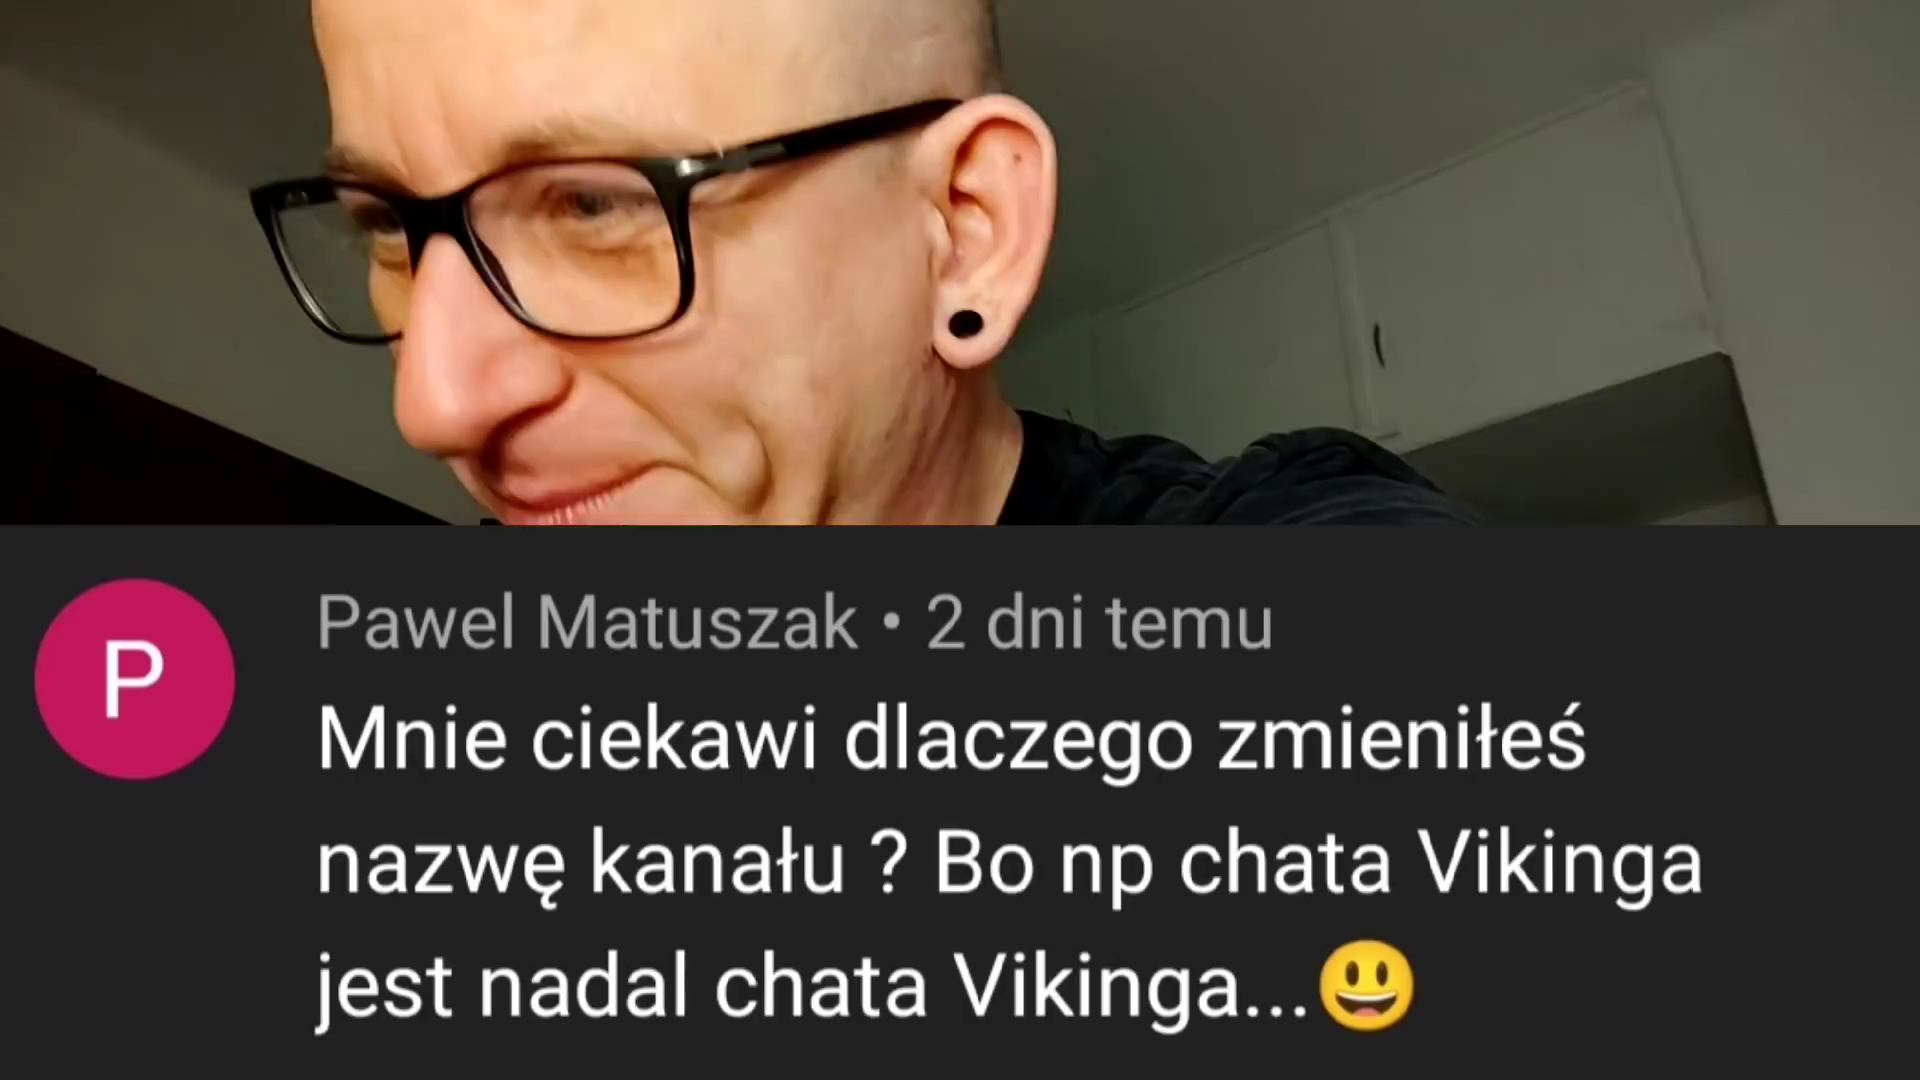 P
Pawel Matuszak • 2 dni temu
Mnie ciekawi dlaczego zmieniłeś
nazwę kanału ? Bo np chata Vikinga
jest nadal chata Vikinga...😃